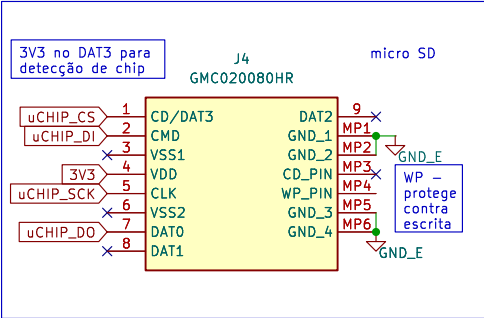 3V3 no DAT3 para
detecção de chip
J4
GMC020080HR
micro SD
uCHIP_CS 1 CD/DAT3 DAT2 9
uCHIP_DI 2 CMD GND_1 MP1
3 VSS1 GND_2 MP2
GND_E
3V3 4 VDD CD_PIN MP3
uCHIP_SCK 5 CLK WP_PIN MP4
6 VSS2 GND_3 MP5
uCHIP_DO 7 DAT0 GND_4 MP6
8 DAT1
GND_E
WP –
protege
contra
escrita